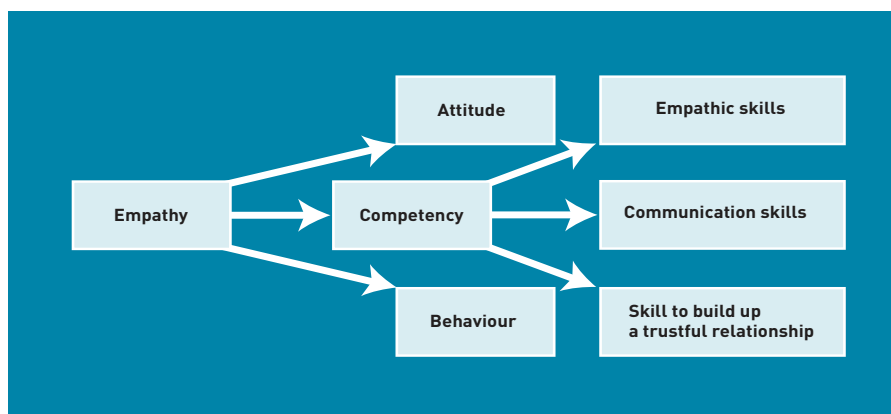 Attitude
Empathic skills
Empathy
Competency
Communication skills
Behaviour
Skill to build up
a trustful relationship